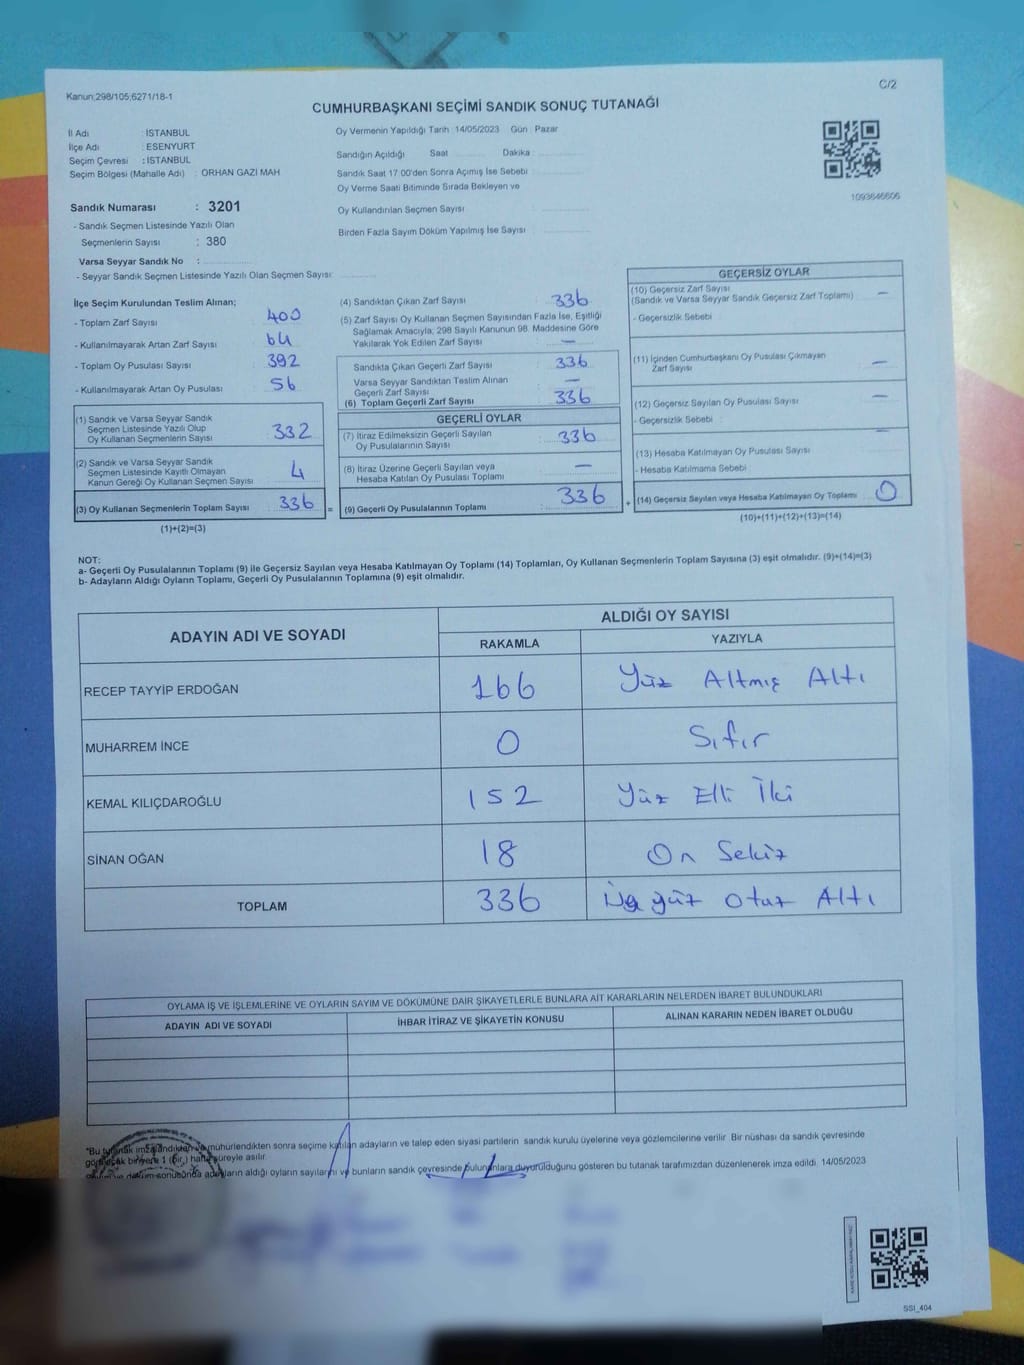 Kanun:298/105;6271/18-1
C/2
CUMHURBAŞKANI SEÇİMİ SANDIK SONUÇ TUTANAĞI
İl Adı : İSTANBUL
İlçe Adı : ESENYURT
Seçim Çevresi : İSTANBUL
Seçim Bölgesi (Mahalle Adı) : ORHAN GAZİ MAH
Sandık Numarası : 3201
- Sandık Seçmen Listesinde Yazılı Olan
Seçmenlerin Sayısı : 380
Varsa Seyyar Sandık No :
- Seyyar Sandık Seçmen Listesinde Yazılı Olan Seçmen Sayısı:
Oy Vermenin Yapıldığı Tarih 14/05/2023 Gün : Pazar
Sandığın Açıldığı Saat Dakika :
Sandık Saat 17.00'den Sonra Açımış İse Sebebi :
Oy Verme Saati Bitiminde Sırada Bekleyen ve
Oy Kullandırılan Seçmen Sayısı :
Birden Fazla Sayım Döküm Yapılmış İse Sayısı :
1093646606
İlçe Seçim Kurulundan Teslim Alınan;
- Toplam Zarf Sayısı : 400
- Kullanılmayarak Artan Zarf Sayısı : 64
- Toplam Oy Pusulası Sayısı : 392
- Kullanılmayarak Artan Oy Pusulası : 56
(1) Sandık ve Varsa Seyyar Sandık
Seçmen Listesinde Yazılı Olup
Oy Kullanan Seçmenlerin Sayısı : 332
(2) Sandık ve Varsa Seyyar Sandık
Seçmen Listesinde Kayıtlı Olmayan
Kanun Gereği Oy Kullanan Seçmen Sayısı : 4
(3) Oy Kullanan Seçmenlerin Toplam Sayısı : 336 =
(1)+(2)=(3)
(4) Sandıktan Çıkan Zarf Sayısı : 336
(5) Zarf Sayısı Oy Kullanan Seçmen Sayısından Fazla İse, Eşitliği
Sağlamak Amacıyla; 298 Sayılı Kanunun 98. Maddesine Göre
Yakılarak Yok Edilen Zarf Sayısı : —
Sandıkta Çıkan Geçerli Zarf Sayısı : 336
Varsa Seyyar Sandıktan Teslim Alınan
Geçerli Zarf Sayısı : —
(6) Toplam Geçerli Zarf Sayısı : 336
GEÇERLİ OYLAR
(7) İtiraz Edilmeksizin Geçerli Sayılan
Oy Pusulalarının Sayısı : 336
(8) İtiraz Üzerine Geçerli Sayılan veya
Hesaba Katılan Oy Pusulası Toplamı : —
(9) Geçerli Oy Pusulalarının Toplamı : 336 +
GEÇERSİZ OYLAR
(10) Geçersiz Zarf Sayısı
(Sandık ve Varsa Seyyar Sandık Geçersiz Zarf Toplamı) : —
- Geçersizlik Sebebi :
(11) İçinden Cumhurbaşkanı Oy Pusulası Çıkmayan
Zarf Sayısı : —
(12) Geçersiz Sayılan Oy Pusulası Sayısı : —
- Geçersizlik Sebebi :
(13) Hesaba Katılmayan Oy Pusulası Sayısı : —
- Hesaba Katılmama Sebebi :
(14) Geçersiz Sayılan veya Hesaba Katılmayan Oy Toplamı : 0
(10)+(11)+(12)+(13)=(14)
NOT:
a- Geçerli Oy Pusulalarının Toplamı (9) ile Geçersiz Sayılan veya Hesaba Katılmayan Oy Toplamı (14) Toplamları, Oy Kullanan Seçmenlerin Toplam Sayısına (3) eşit olmalıdır. (9)+(14)=(3)
b- Adayların Aldığı Oyların Toplamı, Geçerli Oy Pusulalarının Toplamına (9) eşit olmalıdır.
ADAYIN ADI VE SOYADI
ALDIĞI OY SAYISI
RAKAMLA YAZIYLA
RECEP TAYYİP ERDOĞAN 166 Yüz Altmış Altı
MUHARREM İNCE 0 Sıfır
KEMAL KILIÇDAROĞLU 152 Yüz Elli İki
SİNAN OĞAN 18 On Sekiz
TOPLAM 336 Üç yüz Otuz Altı
OYLAMA İŞ VE İŞLEMLERİNE VE OYLARIN SAYIM VE DÖKÜMÜNE DAİR ŞİKAYETLERLE BUNLARA AİT KARARLARIN NELERDEN İBARET BULUNDUKLARI
ADAYIN ADI VE SOYADI İHBAR İTİRAZ VE ŞİKAYETİN KONUSU ALINAN KARARIN NEDEN İBARET OLDUĞU
*Bu tutanak imzalandıktan ve mühürlendikten sonra seçime katılan adayların ve talep eden siyasi partilerin sandık kurulu üyelerine veya gözlemcilerine verilir. Bir nüshası da sandık çevresinde
görülecek bir yere 1 (bir) hafta süreyle asılır.
döküm sonucunda adayların aldığı oyların sayılarını ve bunların sandık çevresinde bulunanlara duyurulduğunu gösteren bu tutanak tarafımızdan düzenlenerek imza edildi. 14/05/2023
SSI_404